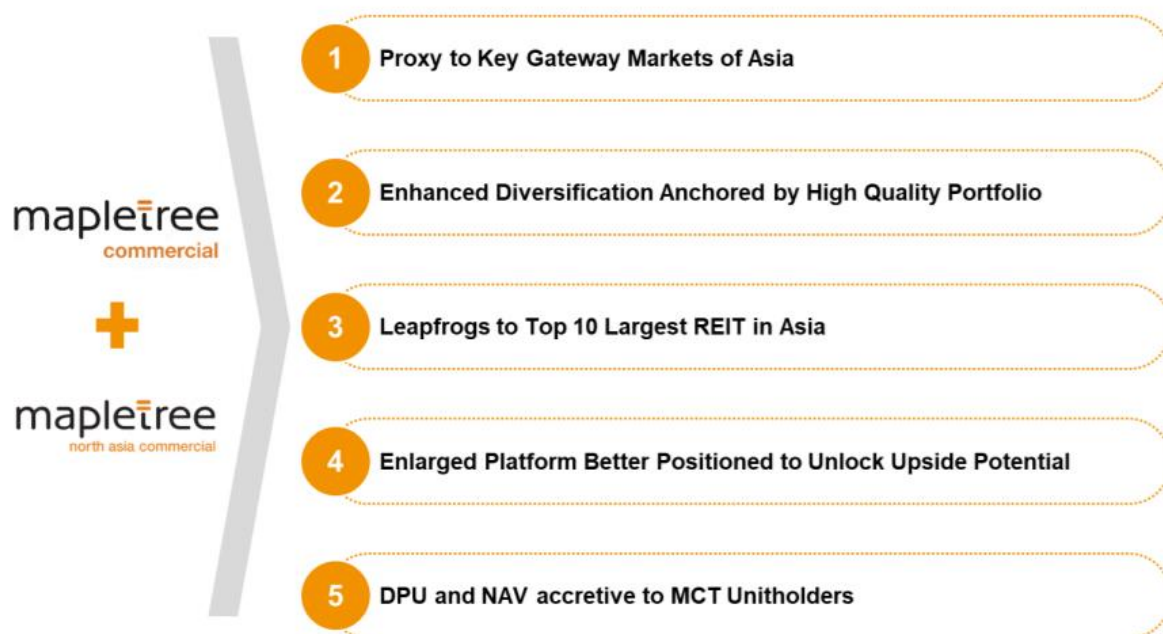 mapletree
commercial
mapletree
north asia commercial
1 Proxy to Key Gateway Markets of Asia
2 Enhanced Diversification Anchored by High Quality Portfolio
3 Leapfrogs to Top 10 Largest REIT in Asia
4 Enlarged Platform Better Positioned to Unlock Upside Potential
5 DPU and NAV accretive to MCT Unitholders